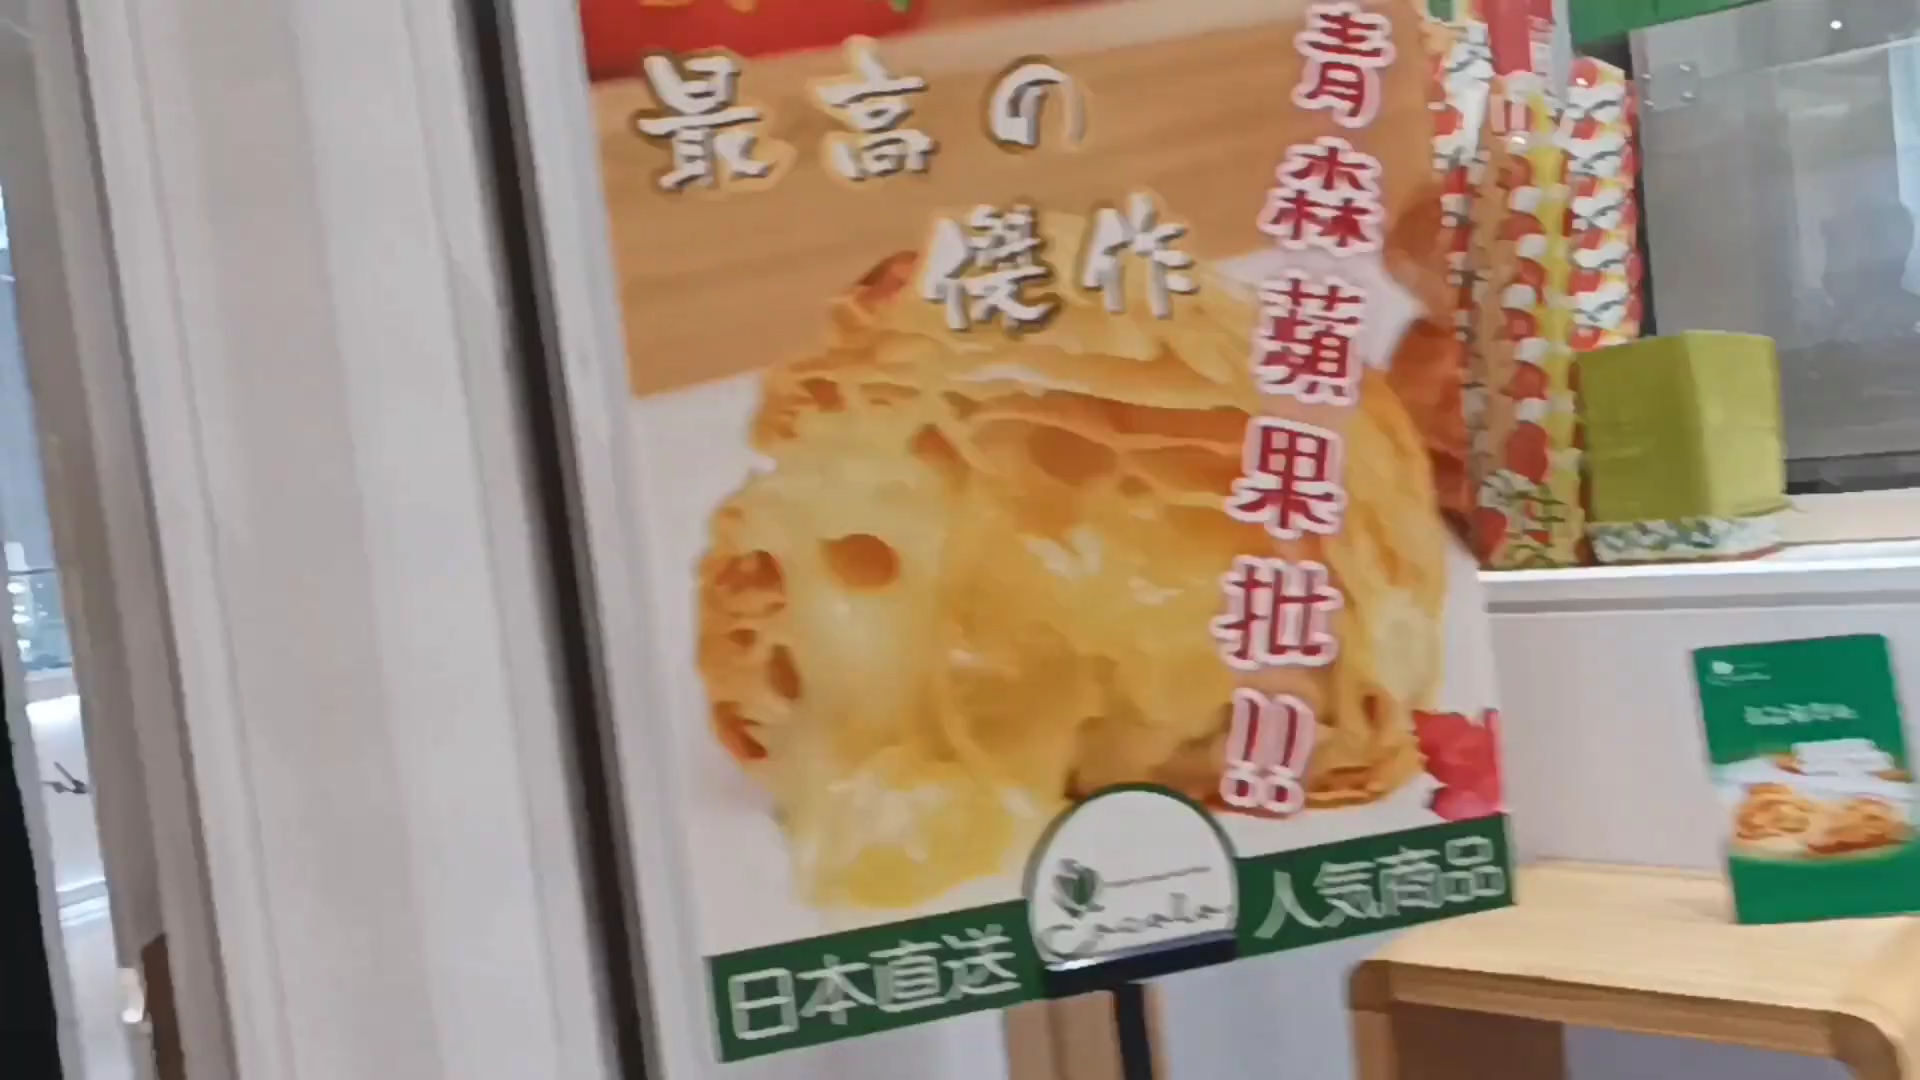 最高の
傑作
青森蘋果批!!
日本直送
人気商品